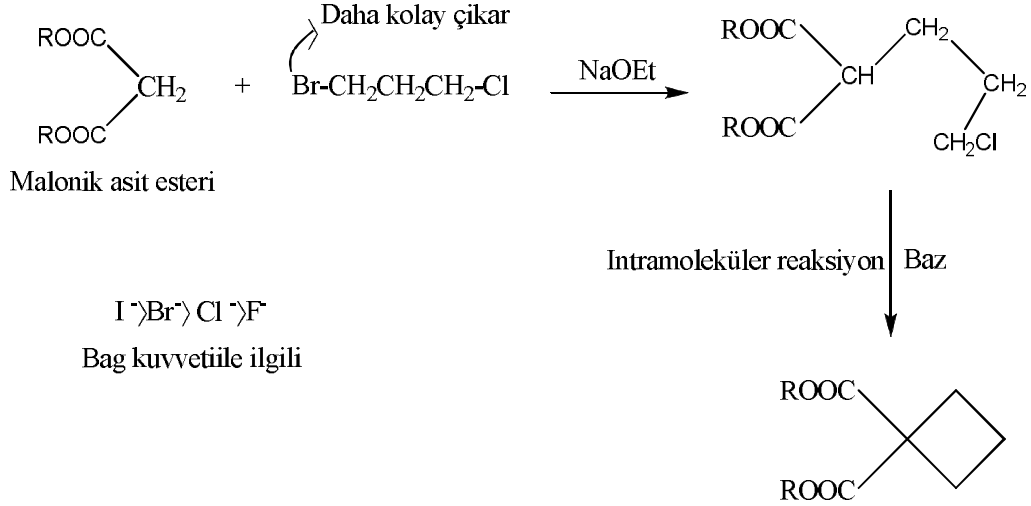 Daha kolay çikar
ROOC
CH2
ROOC
+
Br-CH2CH2CH2-Cl
NaOEt
ROOC
CH
ROOC
CH2
CH2
CH2Cl
Malonik asit esteri
Intramoleküler reaksiyon
Baz
I ->Br-> Cl ->F-
Bag kuvvetiile ilgili
ROOC
ROOC